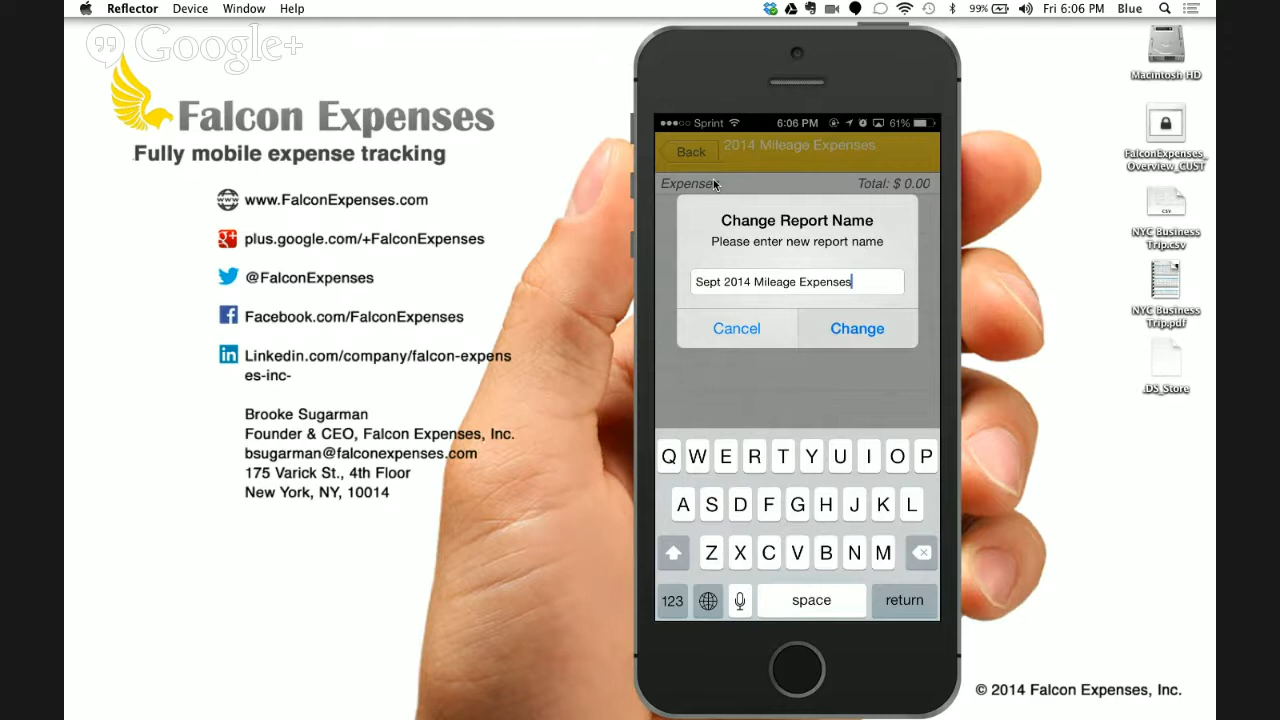 Reflector Device Window Help 99% Fri 6:06 PM Blue
Google+
Falcon Expenses
Fully mobile expense tracking
www.FalconExpenses.com
plus.google.com/+FalconExpenses
@FalconExpenses
Facebook.com/FalconExpenses
Linkedin.com/company/falcon-expens
es-inc-
Brooke Sugarman
Founder & CEO, Falcon Expenses, Inc.
bsugarman@falconexpenses.com
175 Varick St., 4th Floor
New York, NY, 10014
Sprint 6:06 PM 61%
Back 2014 Mileage Expenses
Expense Total: $ 0.00
Change Report Name
Please enter new report name
Sept 2014 Mileage Expenses
Cancel Change
Q W E R T Y U I O P
A S D F G H J K L
Z X C V B N M
123 space return
Macintosh HD
FalconExpenses_
Overview_CUST
CSV
NYC Business
Trip.csv
NYC Business
Trip.pdf
.DS_Store
© 2014 Falcon Expenses, Inc.